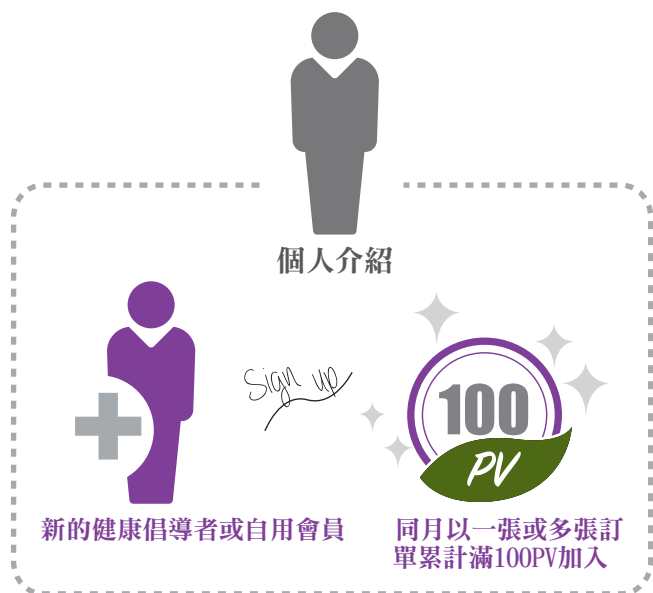 個人介紹
Sign up
100
PV
新的健康倡導者或自用會員
同月以一張或多張訂
單累計滿100PV加入